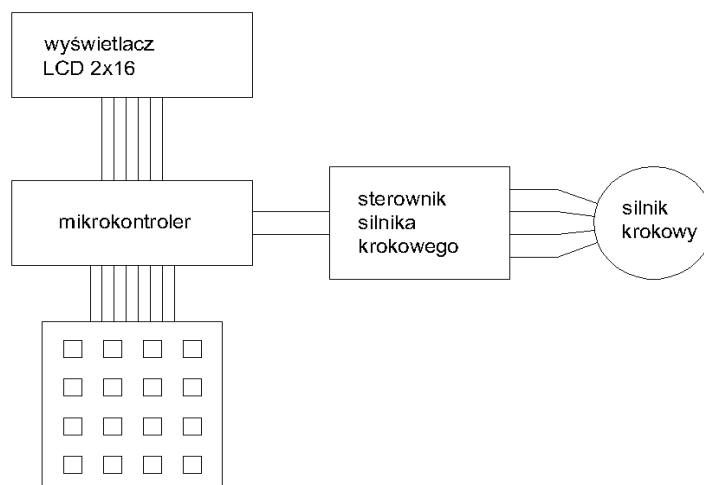 wyświetlacz
LCD 2x16
mikrokontroler
sterownik
silnika
krokowego
silnik
krokowy